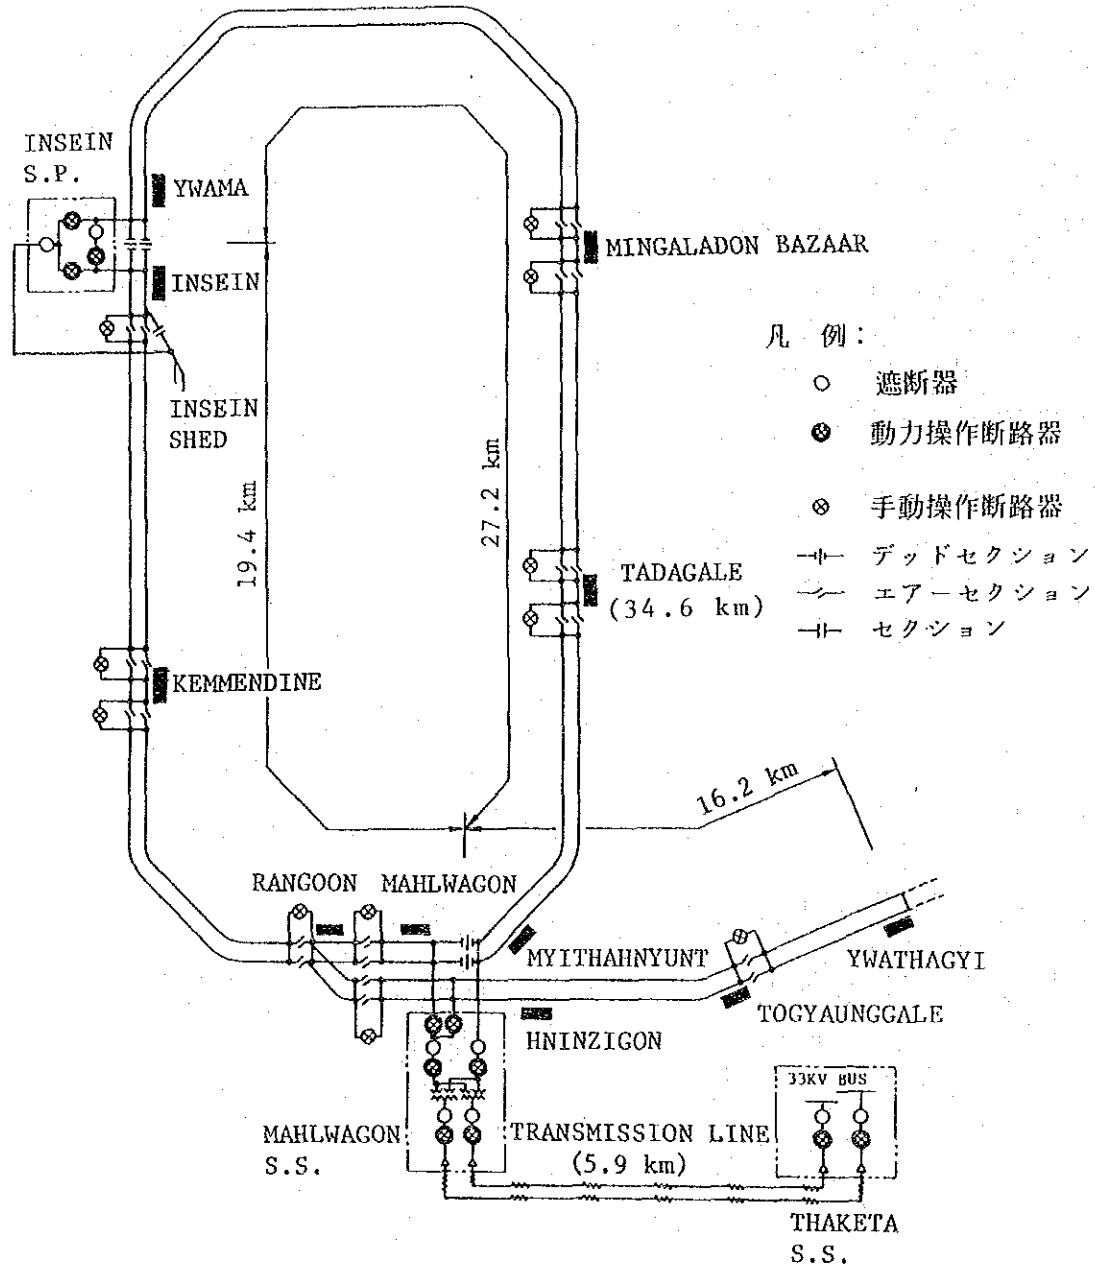 INSEIN
S.P.
YWAMA
INSEIN
INSEIN
SHED
MINGALADON BAZAAR
凡 例:
遮断器
動力操作断路器
手動操作断路器
デッドセクション
エアーセクション
セクション
19.4 km
27.2 km
TADAGALE
(34.6 km)
KEMMENDINE
16.2 km
RANGOON
MAHLWAGON
MYITHAHNYUNT
YWATHAGYI
TOGYAUNGGALE
HNINZIGON
33KV BUS
MAHLWAGON
S.S.
TRANSMISSION LINE
(5.9 km)
THAKETA
S.S.